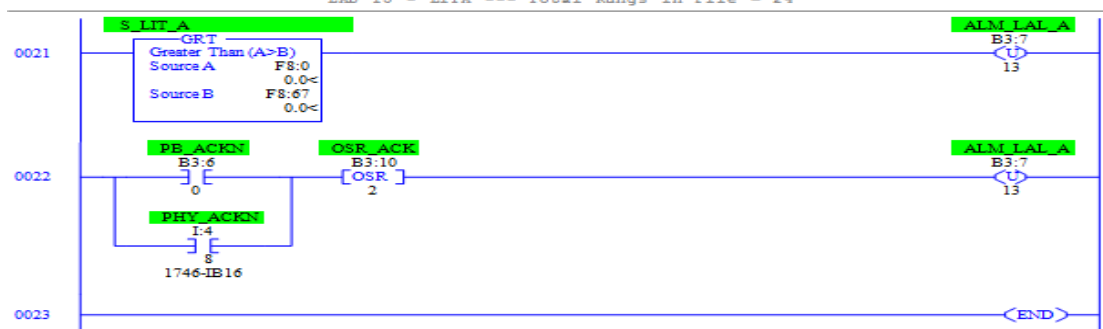 S_LIT_A
ALM_LAL_A
GRT
B3:7
0021
Greater Than (A>B)
U
Source A F8:0
13
0.0<
Source B F8:67
0.0<
PB_ACKN
OSR_ACK
ALM_LAL_A
B3:6
B3:10
B3:7
0022
OSR
U
0
2
13
PHY_ACKN
I:4
8
1746-IB16
0023
END